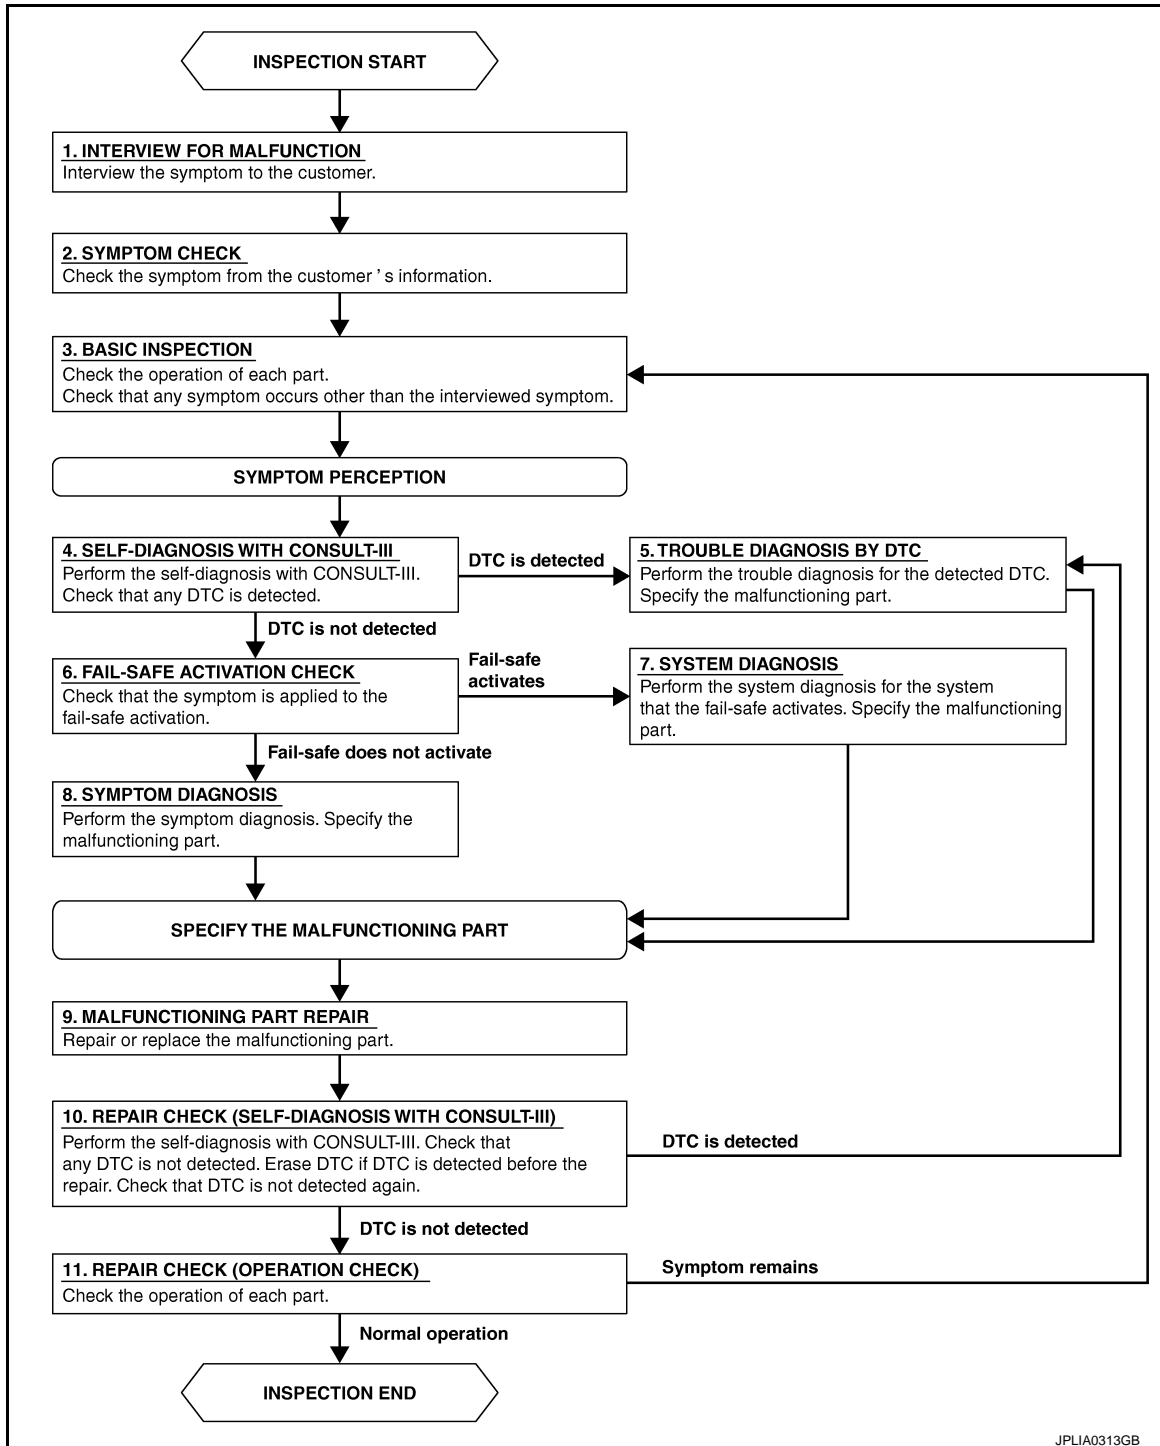 INSPECTION START
1. INTERVIEW FOR MALFUNCTION
Interview the symptom to the customer.
2. SYMPTOM CHECK
Check the symptom from the customer ' s information.
3. BASIC INSPECTION
Check the operation of each part.
Check that any symptom occurs other than the interviewed symptom.
SYMPTOM PERCEPTION
4. SELF-DIAGNOSIS WITH CONSULT-III
Perform the self-diagnosis with CONSULT-III.
Check that any DTC is detected.
DTC is detected
5. TROUBLE DIAGNOSIS BY DTC
Perform the trouble diagnosis for the detected DTC.
Specify the malfunctioning part.
DTC is not detected
6. FAIL-SAFE ACTIVATION CHECK
Check that the symptom is applied to the
fail-safe activation.
Fail-safe
activates
7. SYSTEM DIAGNOSIS
Perform the system diagnosis for the system
that the fail-safe activates. Specify the malfunctioning
part.
Fail-safe does not activate
8. SYMPTOM DIAGNOSIS
Perform the symptom diagnosis. Specify the
malfunctioning part.
SPECIFY THE MALFUNCTIONING PART
9. MALFUNCTIONING PART REPAIR
Repair or replace the malfunctioning part.
10. REPAIR CHECK (SELF-DIAGNOSIS WITH CONSULT-III)
Perform the self-diagnosis with CONSULT-III. Check that
any DTC is not detected. Erase DTC if DTC is detected before the
repair. Check that DTC is not detected again.
DTC is detected
DTC is not detected
11. REPAIR CHECK (OPERATION CHECK)
Check the operation of each part.
Symptom remains
Normal operation
INSPECTION END
JPLIA0313GB